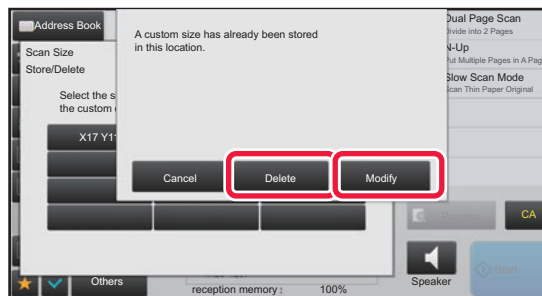 Address Book
Scan Size
Store/Delete
Select the s
the custom
X17 Y1
A custom size has already been stored
in this location.
Cancel
Delete
Modify
Dual Page Scan
Divide into 2 Pages
N-Up
Put Multiple Pages in A Pag
Slow Scan Mode
Scan Thin Paper Original
CA
Others
reception memory : 100%
Speaker
Start